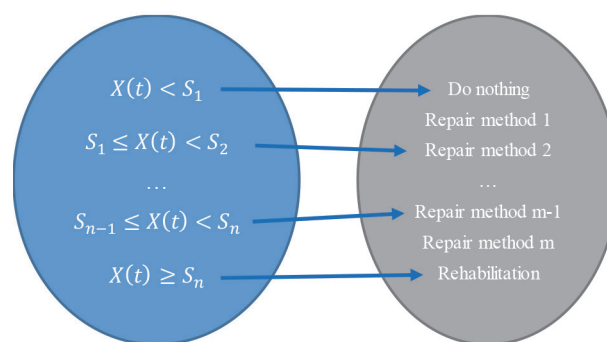 X(t) < S₁
S₁ ≤ X(t) < S₂
…
Sₙ₋₁ ≤ X(t) < Sₙ
X(t) ≥ Sₙ
Do nothing
Repair method 1
Repair method 2
…
Repair method m-1
Repair method m
Rehabilitation